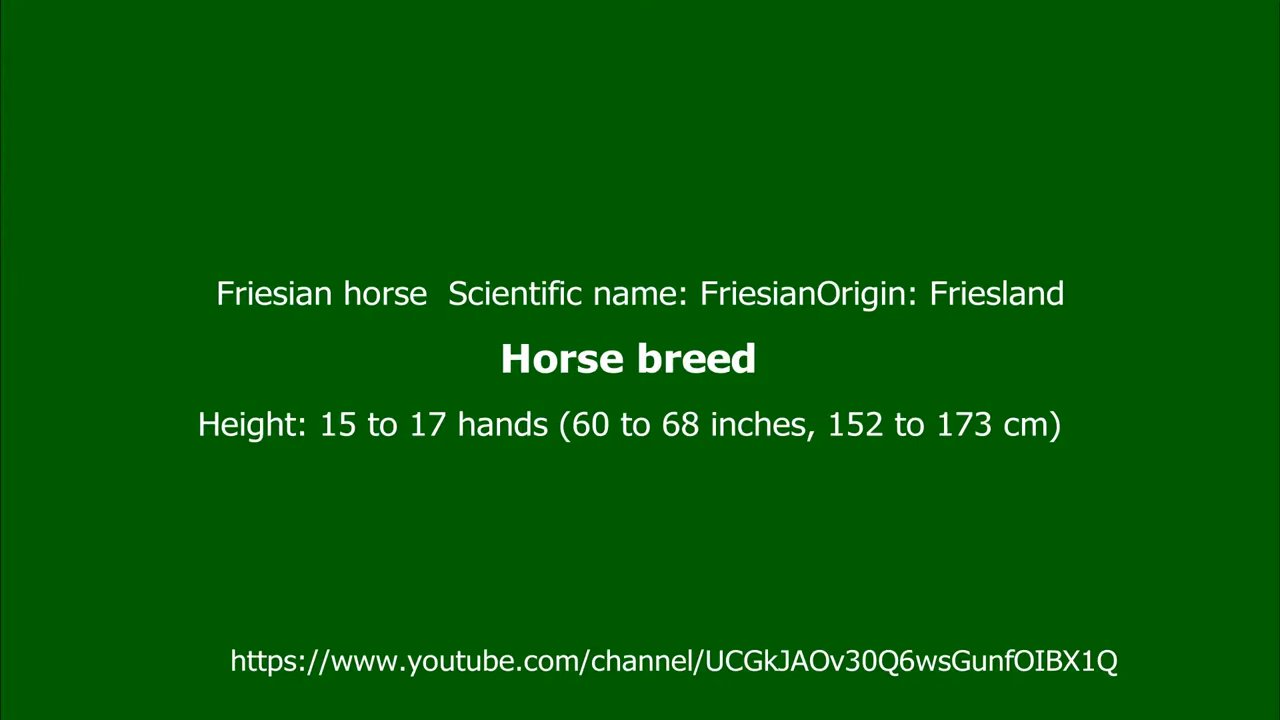 Friesian horse  Scientific name: FriesianOrigin: Friesland
Horse breed
Height: 15 to 17 hands (60 to 68 inches, 152 to 173 cm)
https://www.youtube.com/channel/UCGkJAOv30Q6wsGunfOIBX1Q